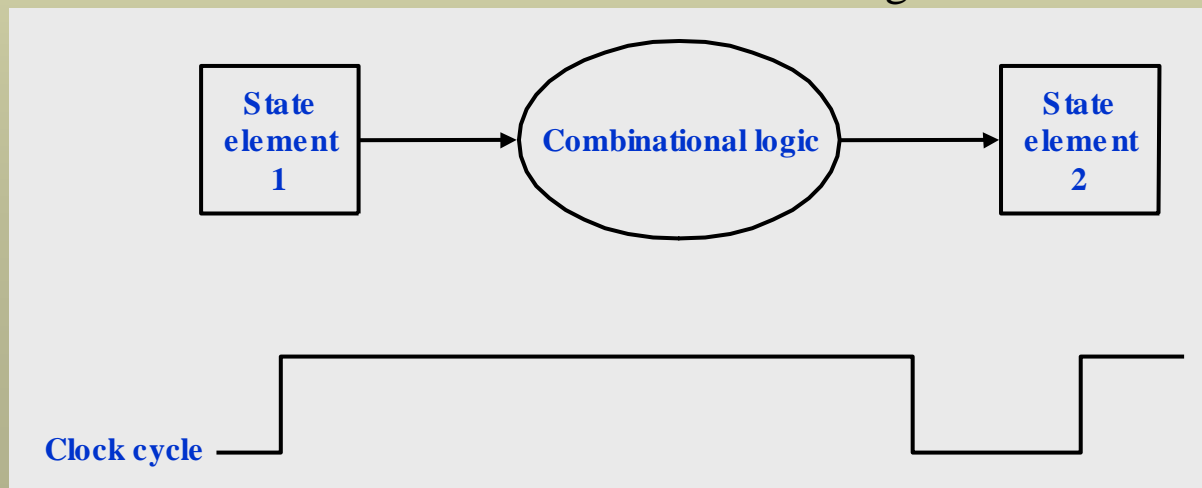 State
element
1
Combinational logic
State
element
2
Clock cycle